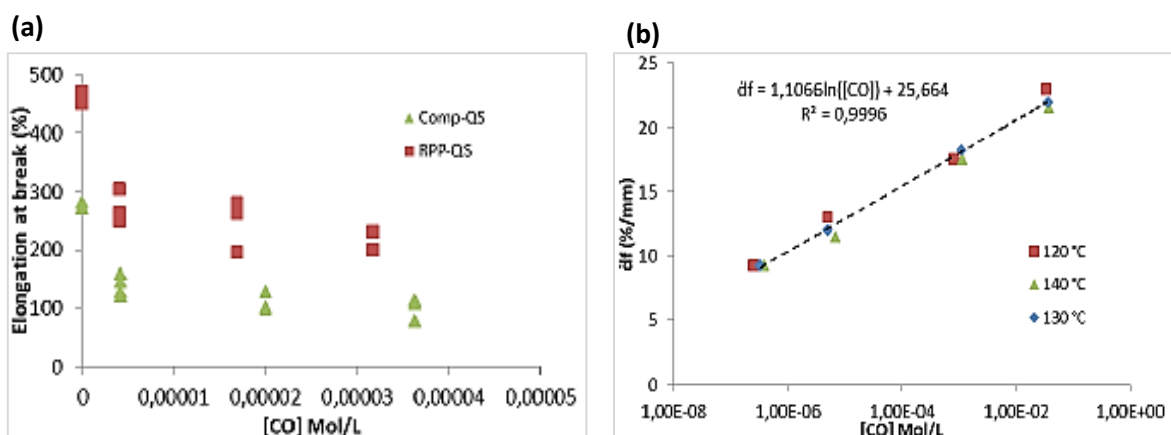 (a)
500
400
300
200
100
0
Elongation at break (%)
Comp-QS
RPP-QS
0
0,00001
0,00002
0,00003
0,00004
0,00005
[CO] Mol/L
(b)
25
20
15
10
5
0
df (%/mm)
df = 1,1066ln([CO]) + 25,664
R² = 0,9996
120 °C
140 °C
130 °C
1,00E-08
1,00E-06
1,00E-04
1,00E-02
1,00E+00
[CO] Mol/L